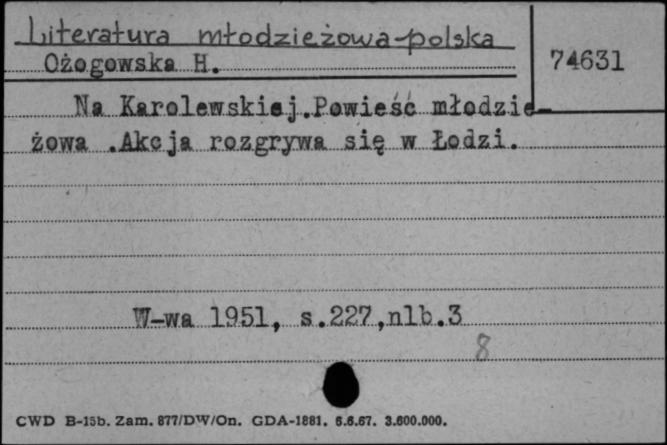 Literatura młodzieżowa-polska
Ożogowska H.
74631
Na Karolewskiej.Powieść młodzie-
żowa .Akcja rozgrywa się w Łodzi.
W-wa 1951, s.227,nlb.3
8
CWD B-15b. Zam. 877/DW/On. GDA-1881. 6.6.67. 3.600.000.